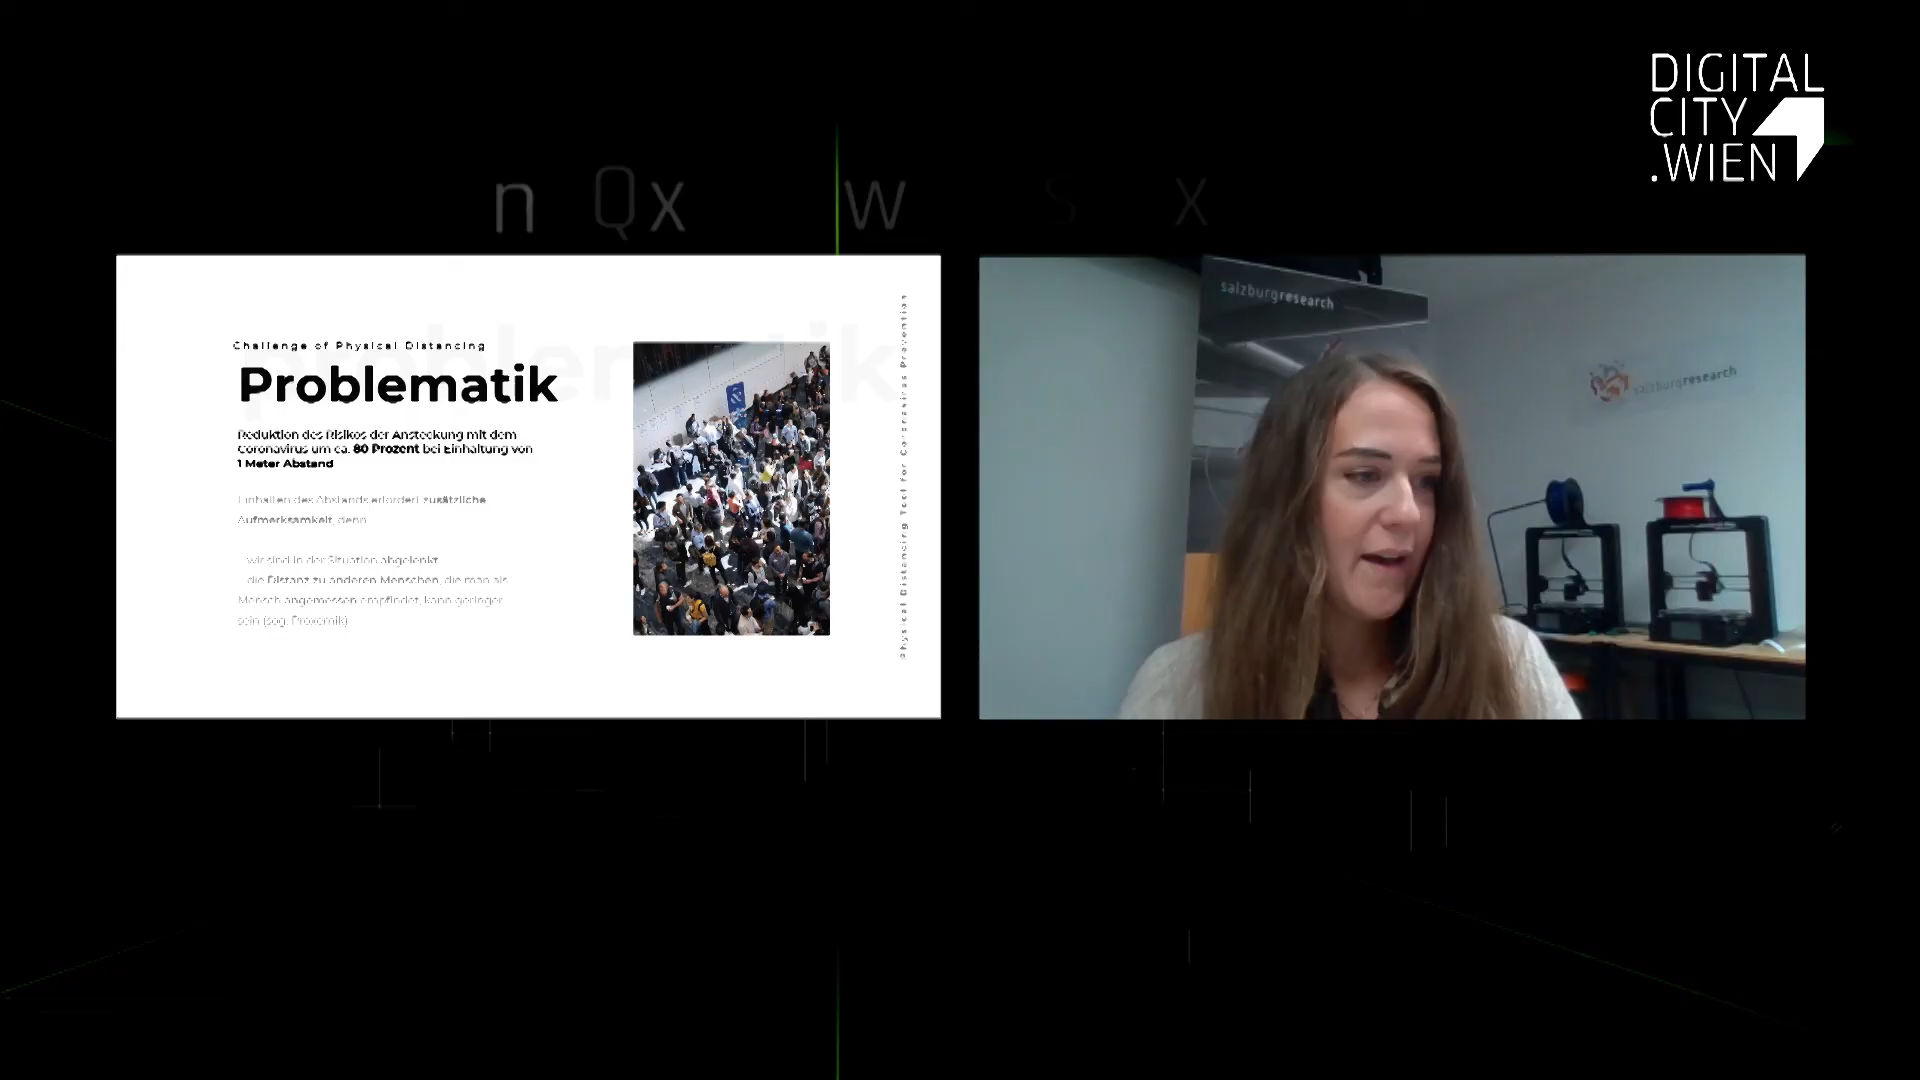 DIGITAL
CITY
.WIEN
n Qx w S x
Challenge of Physical Distancing
Problematik
Reduktion des Risikos der Ansteckung mit dem
Coronavirus um ca. 80 Prozent bei Einhaltung von
1 Meter Abstand
Einhalten des Abstands erfordert zusätzliche
Aufmerksamkeit, denn
wir sind in der Situation abgelenkt
die Distanz zu anderen Menschen, die man als
Mensch angemessen empfindet, kann geringer
sein (sog. Proxemik)
Physical Distancing Tool for Coronavirus Prevention
salzburgresearch
salzburgresearch